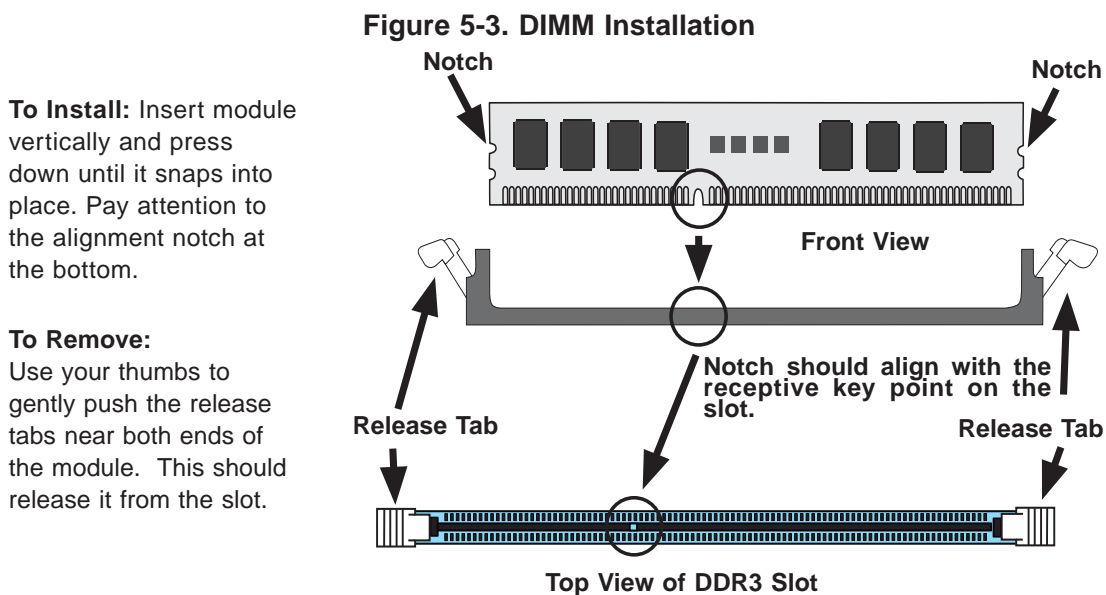 Figure 5-3. DIMM Installation
Notch
Notch
To Install: Insert module
vertically and press
down until it snaps into
place. Pay attention to
the alignment notch at
the bottom.
Front View
To Remove:
Use your thumbs to
gently push the release
tabs near both ends of
the module. This should
release it from the slot.
Notch should align with the
receptive key point on the
slot.
Release Tab
Release Tab
Top View of DDR3 Slot